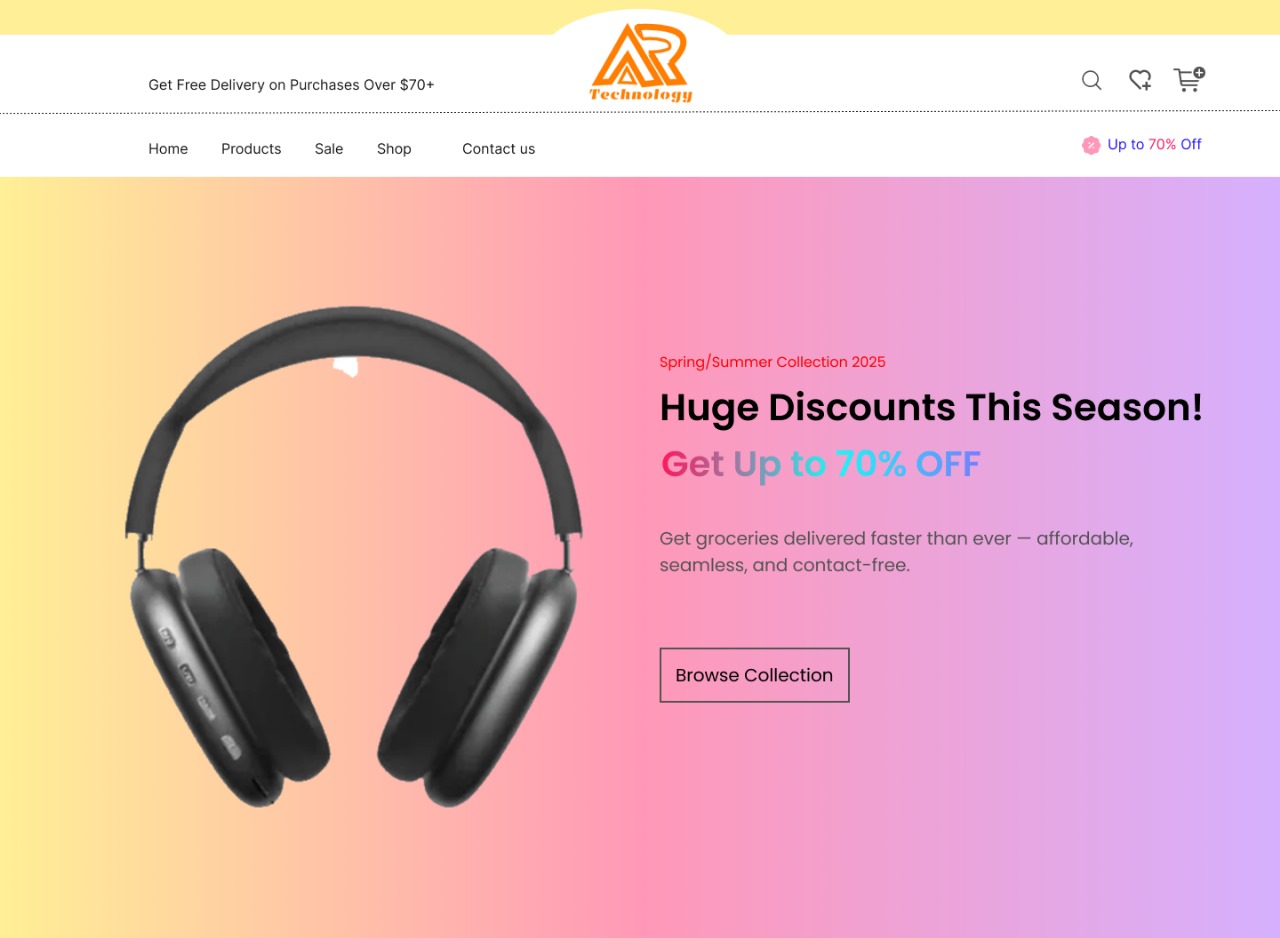 AR
Technology
Get Free Delivery on Purchases Over $70+
Home Products Sale Shop Contact us
Up to 70% Off
Spring/Summer Collection 2025
Huge Discounts This Season!
Get Up to 70% OFF
Get groceries delivered faster than ever — affordable,
seamless, and contact-free.
Browse Collection